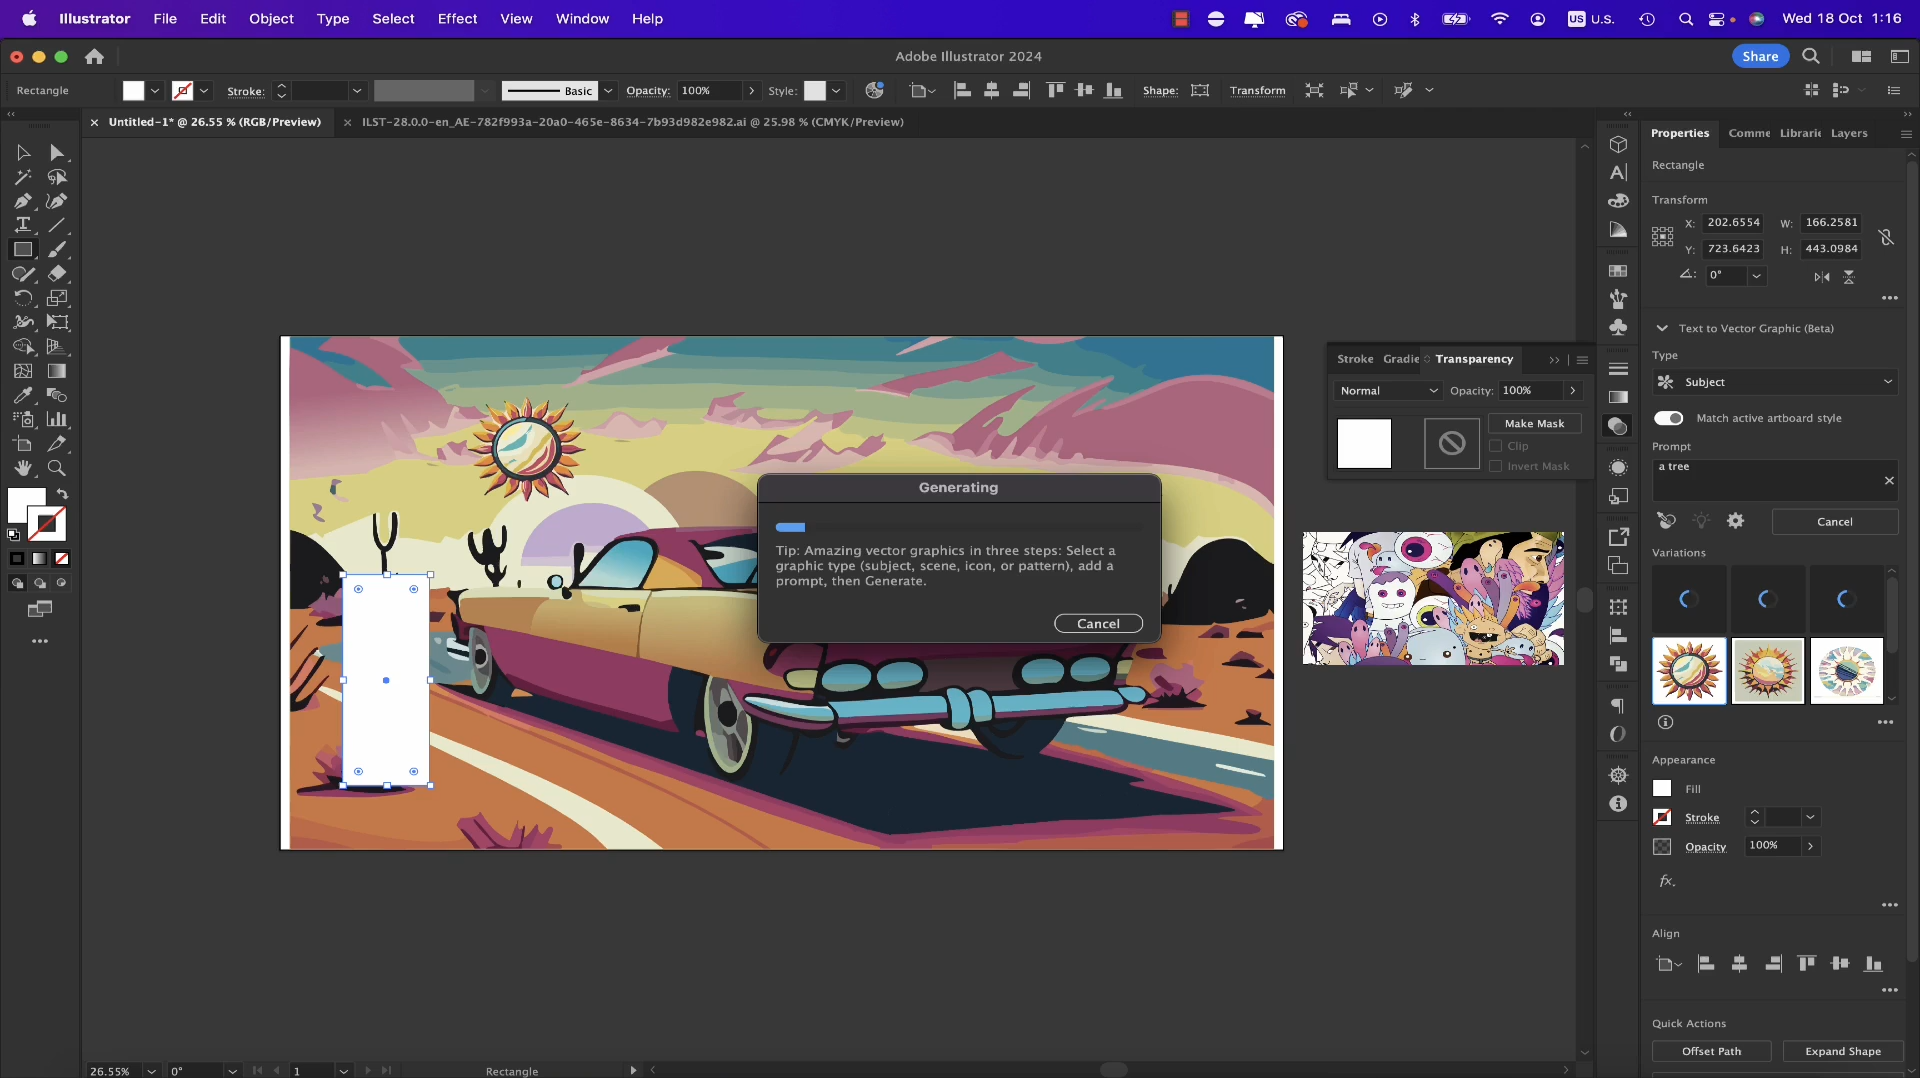 Illustrator File Edit Object Type Select Effect View Window Help US U.S. Wed 18 Oct 1:16
Adobe Illustrator 2024 Share
Rectangle Stroke: Basic Opacity: 100% Style: Shape: Transform
Untitled-1* @ 26.55 % (RGB/Preview) ILST-28.0.0-en_AE-782f993a-20a0-465e-8634-7b93d982e982.ai @ 25.98 % (CMYK/Preview)
Properties Comme Librarie Layers
Rectangle
Transform
X: 202.6554 W: 166.2581
Y: 723.6423 H: 443.0984
0°
Text to Vector Graphic (Beta)
Type
Subject
Match active artboard style
Prompt
a tree
Cancel
Variations
Appearance
Fill
Stroke
Opacity 100%
fx.
Align
Quick Actions
Offset Path Expand Shape
Stroke Gradie Transparency
Normal Opacity: 100%
Make Mask
Clip
Invert Mask
Generating
Tip: Amazing vector graphics in three steps: Select a
graphic type (subject, scene, icon, or pattern), add a
prompt, then Generate.
Cancel
26.55% 0° 1 Rectangle